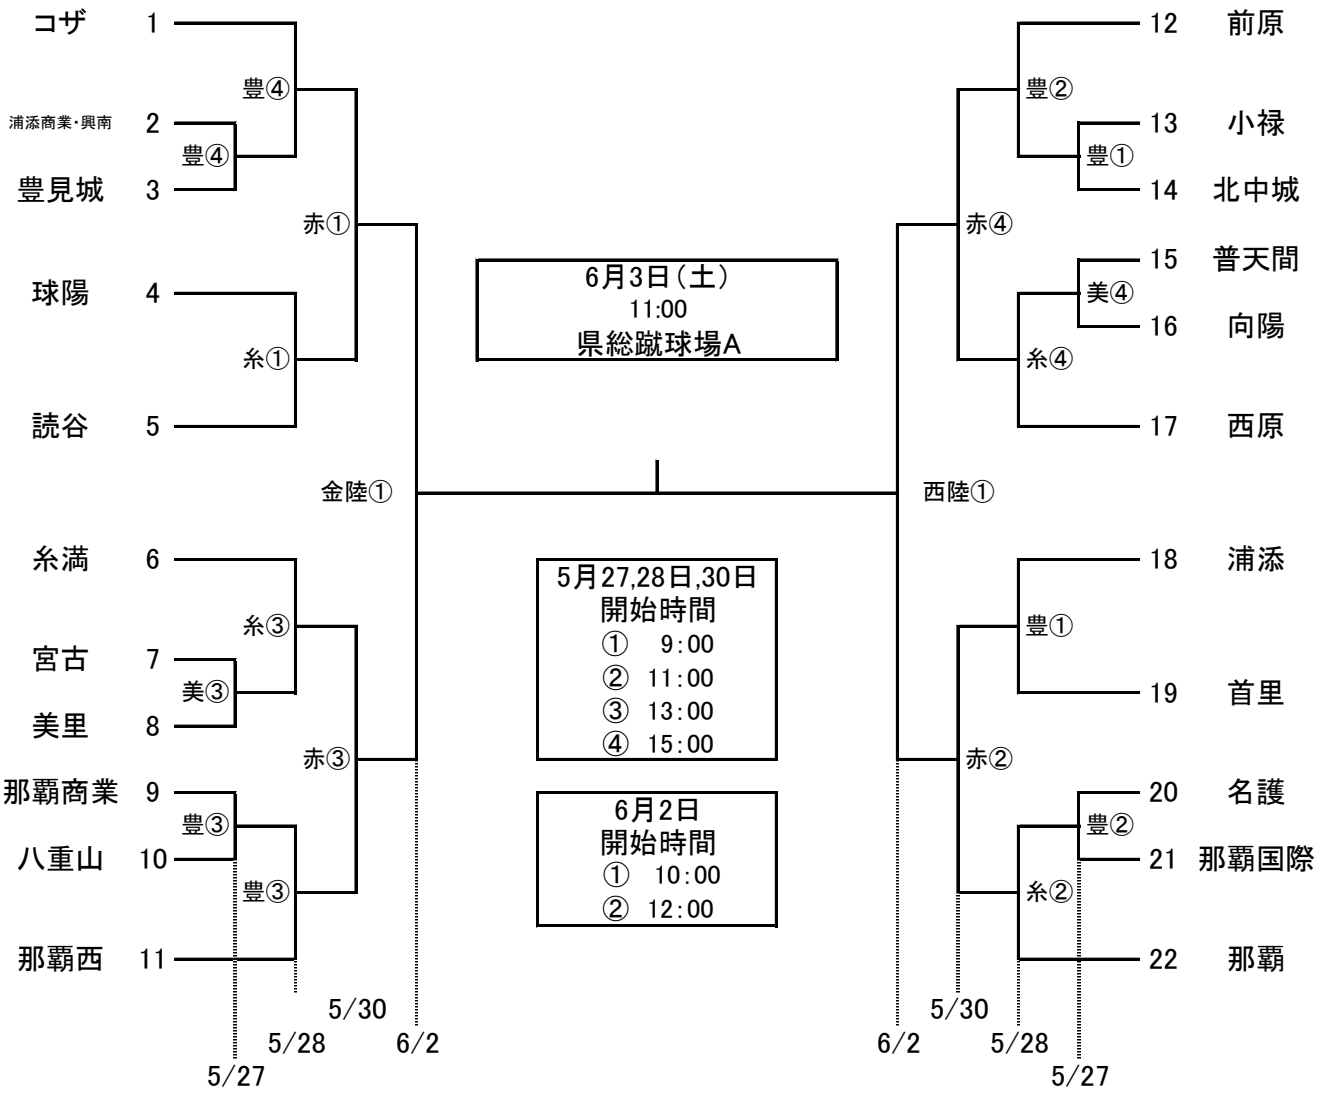 コザ 1
豊④
浦添商業・興南 2
豊④
豊見城 3
赤①
球陽 4
糸①
読谷 5
金陸①
糸満 6
糸③
宮古 7
美③
美里 8
赤③
那覇商業 9
豊③
八重山 10
豊③
那覇西 11
5/30
5/28
6/2
5/27
6月3日(土)
11:00
県総蹴球場A
5月27,28日,30日
開始時間
① 9:00
② 11:00
③ 13:00
④ 15:00
6月2日
開始時間
① 10:00
② 12:00
12 前原
豊②
13 小禄
豊①
14 北中城
赤④
15 普天間
美④
16 向陽
糸④
17 西原
西陸①
18 浦添
豊①
19 首里
赤②
20 名護
豊②
21 那覇国際
糸②
22 那覇
5/30
6/2
5/28
5/27